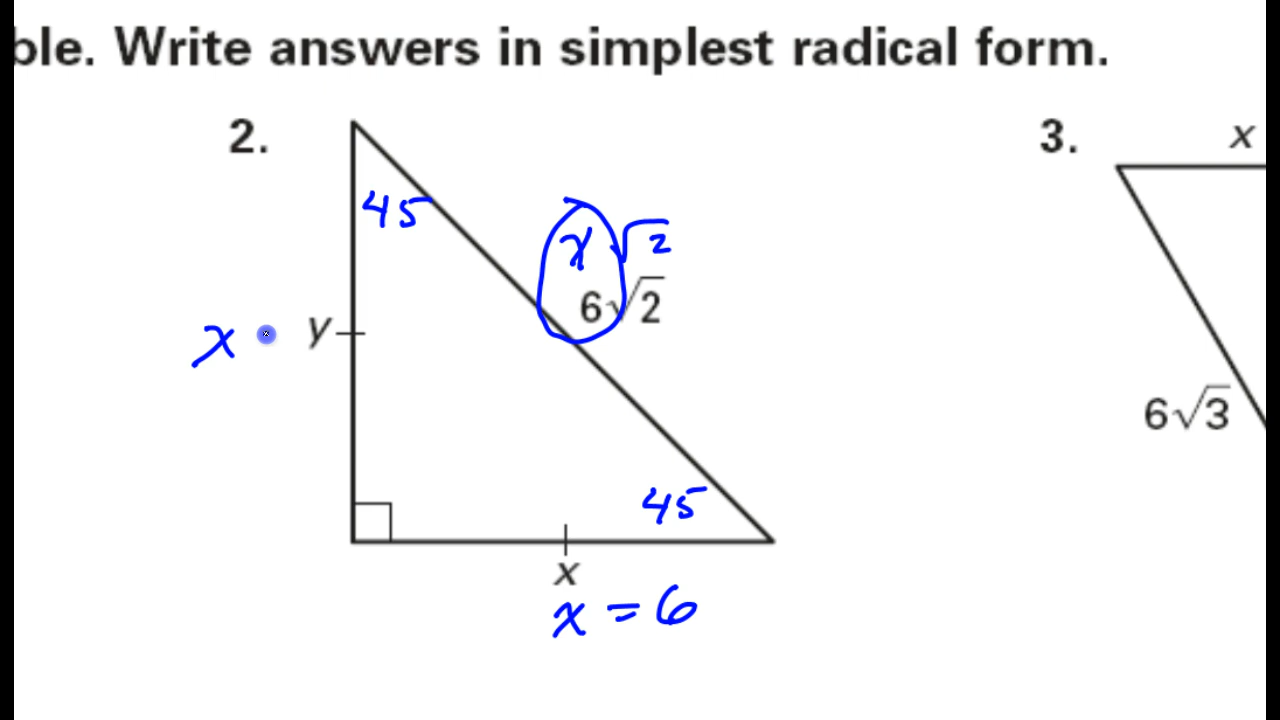 ble. Write answers in simplest radical form.
2.
3.
x
45
x√2
6√2
x
y
6√3
45
x
x = 6